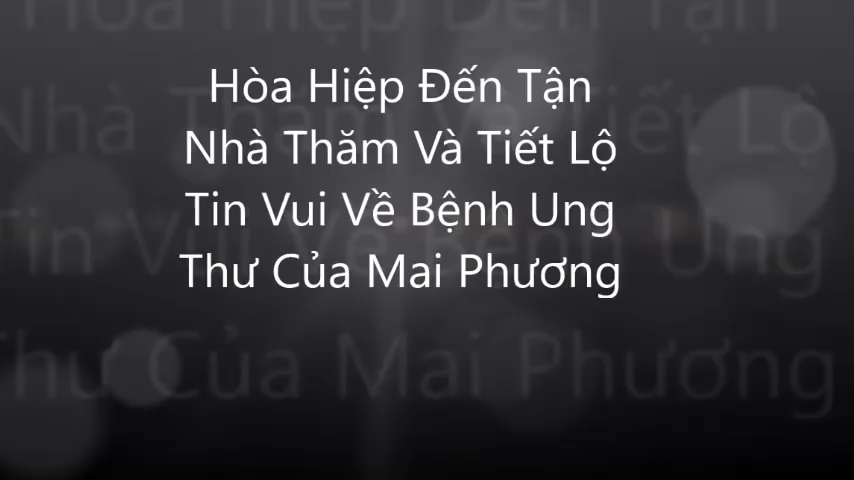 Hòa Hiệp Đến Tận
Nhà Thăm Và Tiết Lộ
Tin Vui Về Bệnh Ung
Thư Của Mai Phương